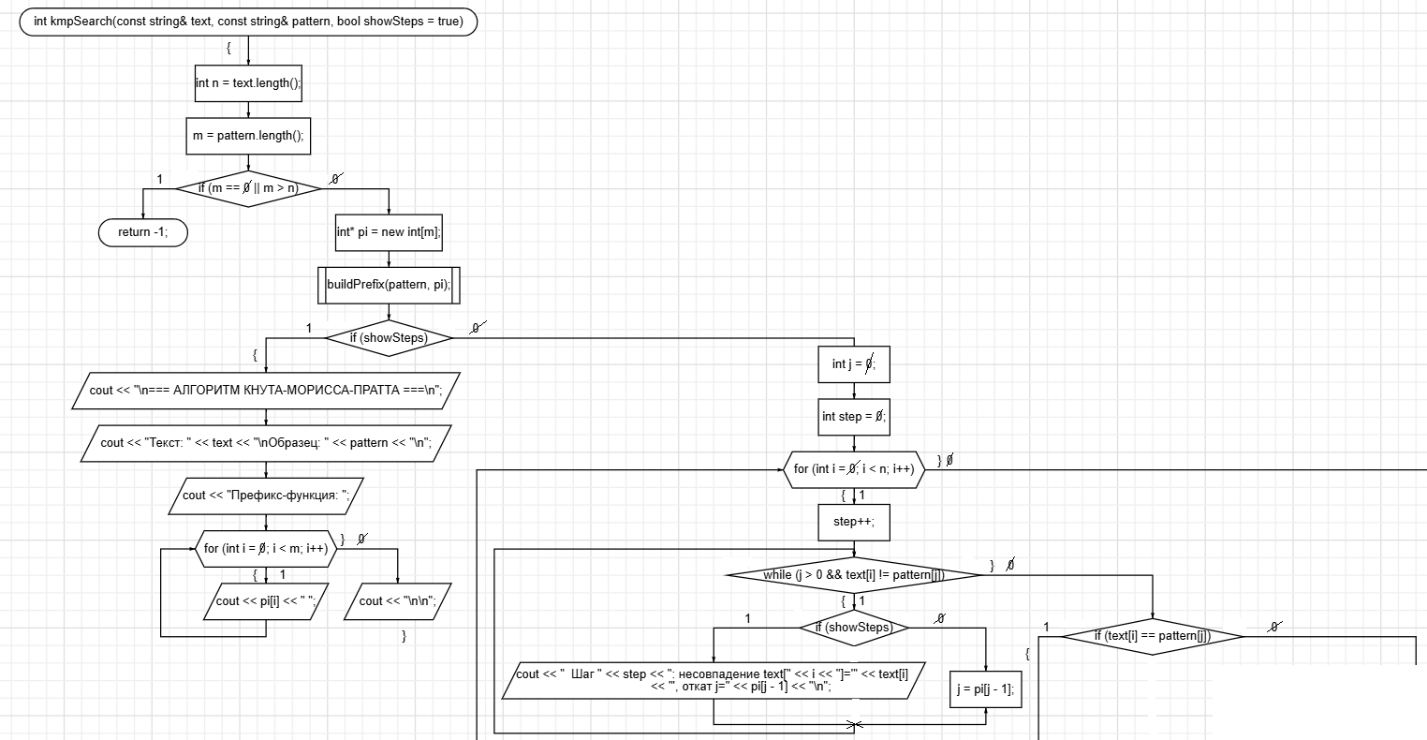 int kmpSearch(const string& text, const string& pattern, bool showSteps = true)
{
int n = text.length();
m = pattern.length();
1
0
if (m == 0 || m > n)
return -1;
int* pi = new int[m];
buildPrefix(pattern, pi);
1
0
if (showSteps)
{
cout << "\n=== АЛГОРИТМ КНУТА-МОРИССА-ПРАТТА ===\n";
cout << "Текст: " << text << "\nОбразец: " << pattern << "\n";
cout << "Префикс-функция: ";
for (int i = 0; i < m; i++)
} 0
{ 1
cout << pi[i] << " ";
cout << "\n\n";
}
int j = 0;
int step = 0;
for (int i = 0; i < n; i++)
} 0
{ 1
step++;
while (j > 0 && text[i] != pattern[j])
} 0
{ 1
1
0
if (showSteps)
cout << "  Шаг " << step << ": несовпадение text[" << i << "]='" << text[i]
<< "', откат j=" << pi[j - 1] << "\n";
j = pi[j - 1];
1
0
if (text[i] == pattern[j])
{